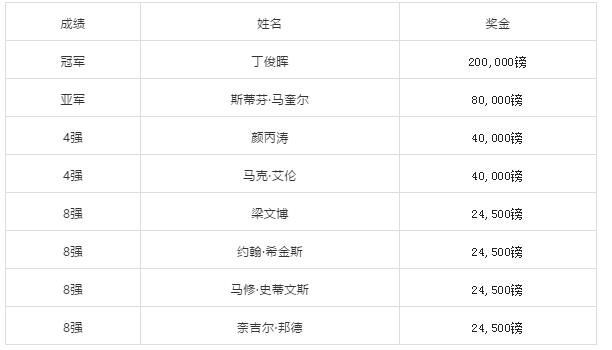 成绩 姓名 奖金
冠军 丁俊晖 200,000镑
亚军 斯蒂芬·马奎尔 80,000镑
4强 颜丙涛 40,000镑
4强 马克·艾伦 40,000镑
8强 梁文博 24,500镑
8强 约翰·希金斯 24,500镑
8强 马修·史蒂文斯 24,500镑
8强 奈吉尔·邦德 24,500镑